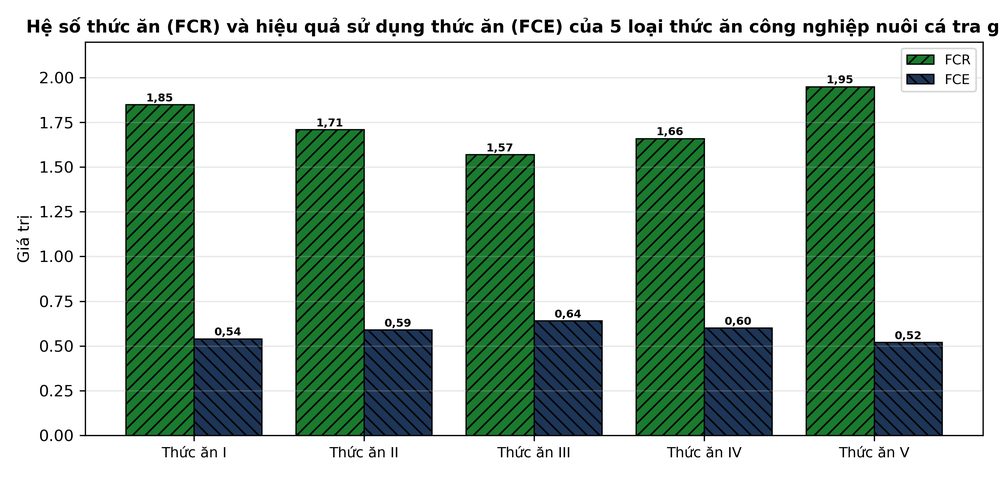 Hệ số thức ăn (FCR) và hiệu quả sử dụng thức ăn (FCE) của 5 loại thức ăn công nghiệp nuôi cá tra
FCR
FCE
Giá trị
2.00
1.75
1.50
1.25
1.00
0.75
0.50
0.25
0.00
1,85
0,54
1,71
0,59
1,57
0,64
1,66
0,60
1,95
0,52
Thức ăn I
Thức ăn II
Thức ăn III
Thức ăn IV
Thức ăn V